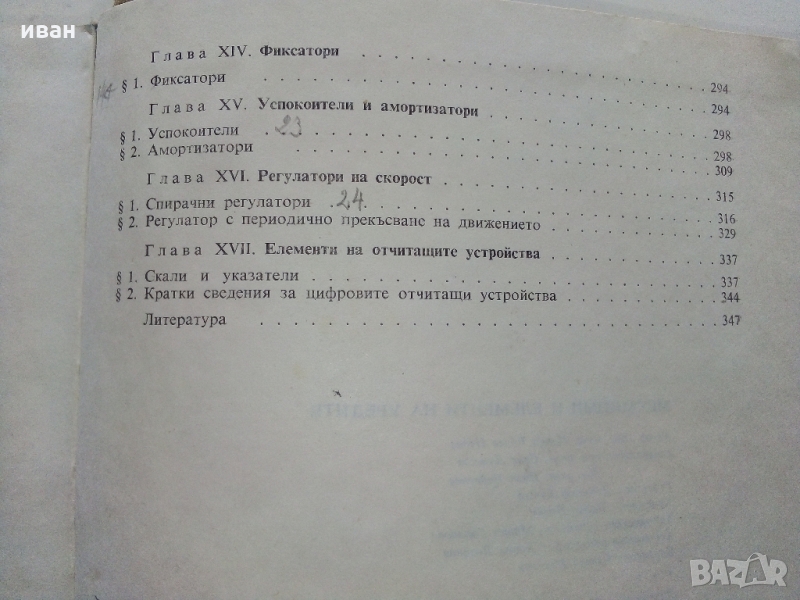 иван
Глава XIV. Фиксатори . . . . . . . . . . . . . . 294
§ 1. Фиксатори . . . . . . . . . . . . . . 294
Глава XV. Успокоители и амортизатори . . . . . . . . 298
§ 1. Успокоители . 23 . . . . . . . . . . . . 298
§ 2. Амортизатори . . . . . . . . . . . . . . 309
Глава XVI. Регулатори на скорост . . . . . . . . . . 315
§ 1. Спирачни регулатори . 24 . . . . . . . . . . 316
§ 2. Регулатор с периодично прекъсване на движението . . . . . . 329
Глава XVII. Елементи на отчитащите устройства . . . . . . 337
§ 1. Скали и указатели . . . . . . . . . . . . . . 337
§ 2. Кратки сведения за цифровите отчитащи устройства . . . . . . 344
Литература . . . . . . . . . . . . . . 347
BAZAR